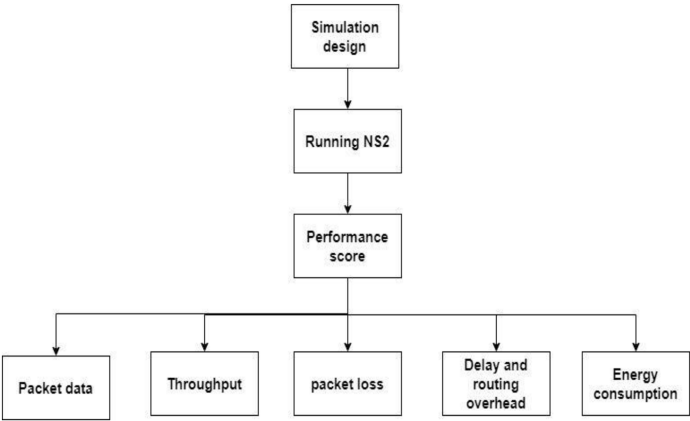 Simulation
design
Running NS2
Performance
score
Packet data
Throughput
packet loss
Delay and
routing
overhead
Energy
consumption